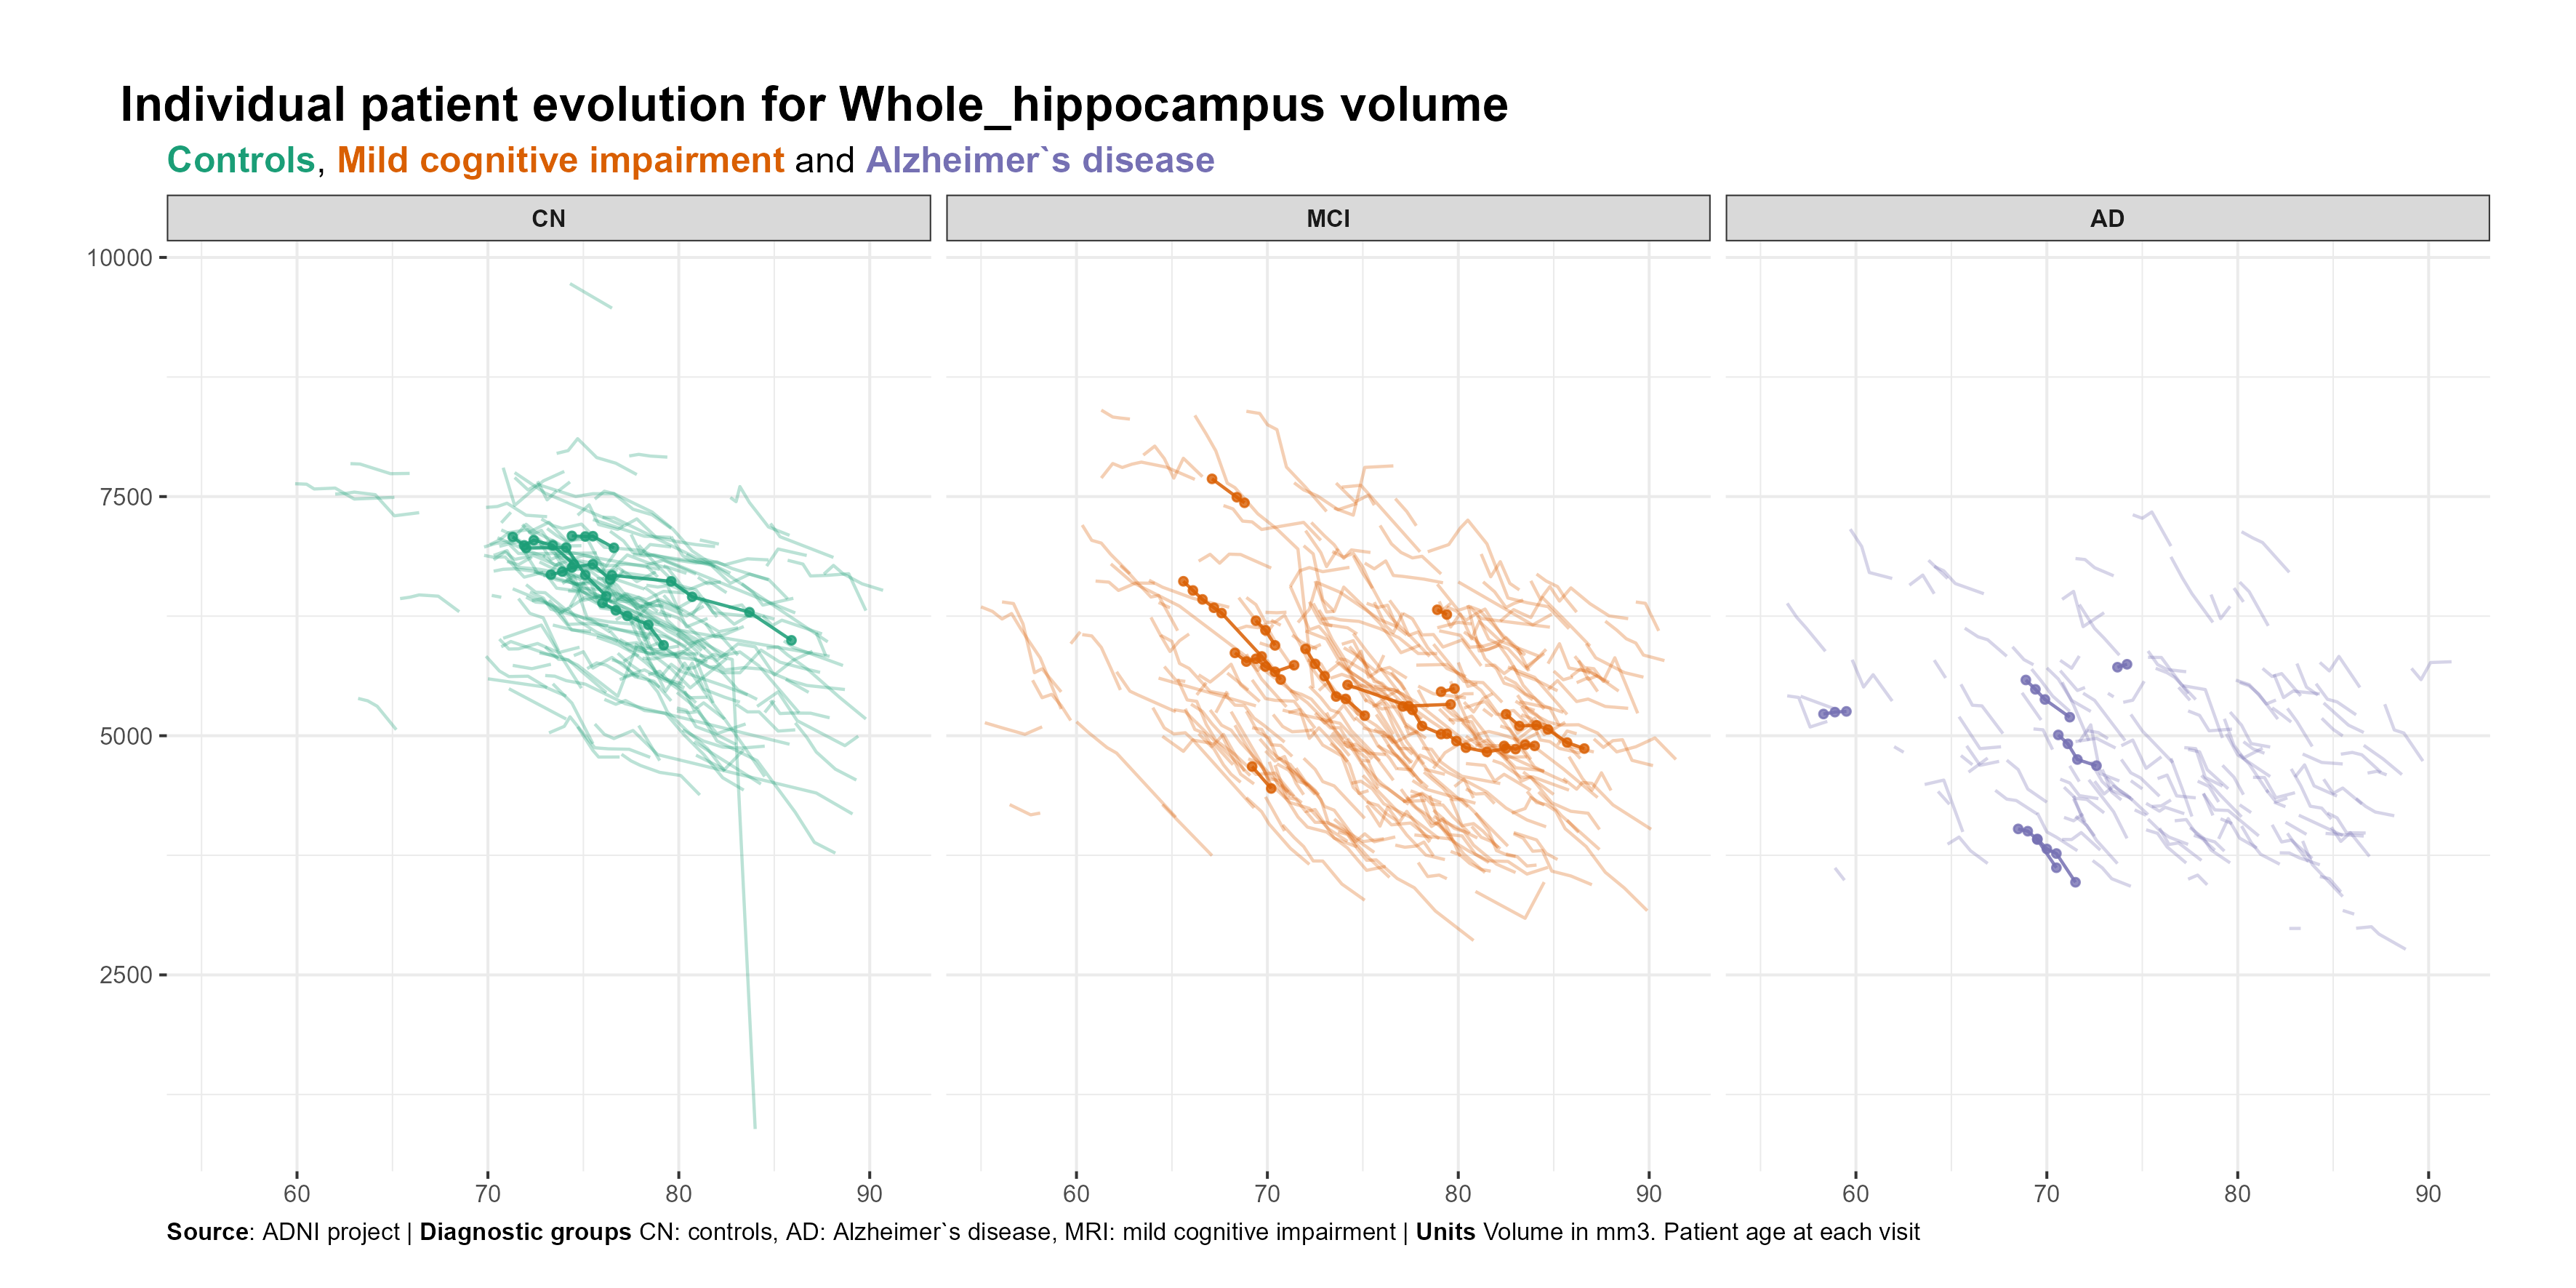 Individual patient evolution for Whole_hippocampus volume
Controls, Mild cognitive impairment and Alzheimer`s disease
CN MCI AD
10000
7500
5000
2500
60 70 80 90 60 70 80 90 60 70 80 90
Source: ADNI project | Diagnostic groups CN: controls, AD: Alzheimer`s disease, MRI: mild cognitive impairment | Units Volume in mm3. Patient age at each visit